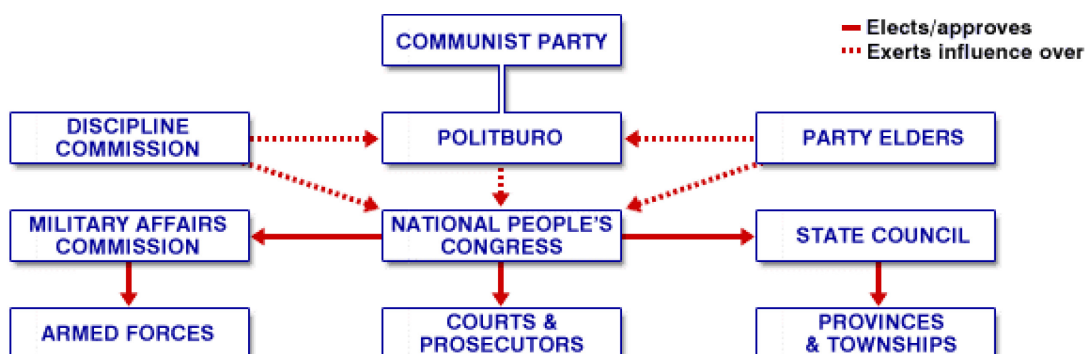 COMMUNIST PARTY
Elects/approves
Exerts influence over
DISCIPLINE
COMMISSION
POLITBURO
PARTY ELDERS
MILITARY AFFAIRS
COMMISSION
NATIONAL PEOPLE'S
CONGRESS
STATE COUNCIL
ARMED FORCES
COURTS &
PROSECUTORS
PROVINCES
& TOWNSHIPS